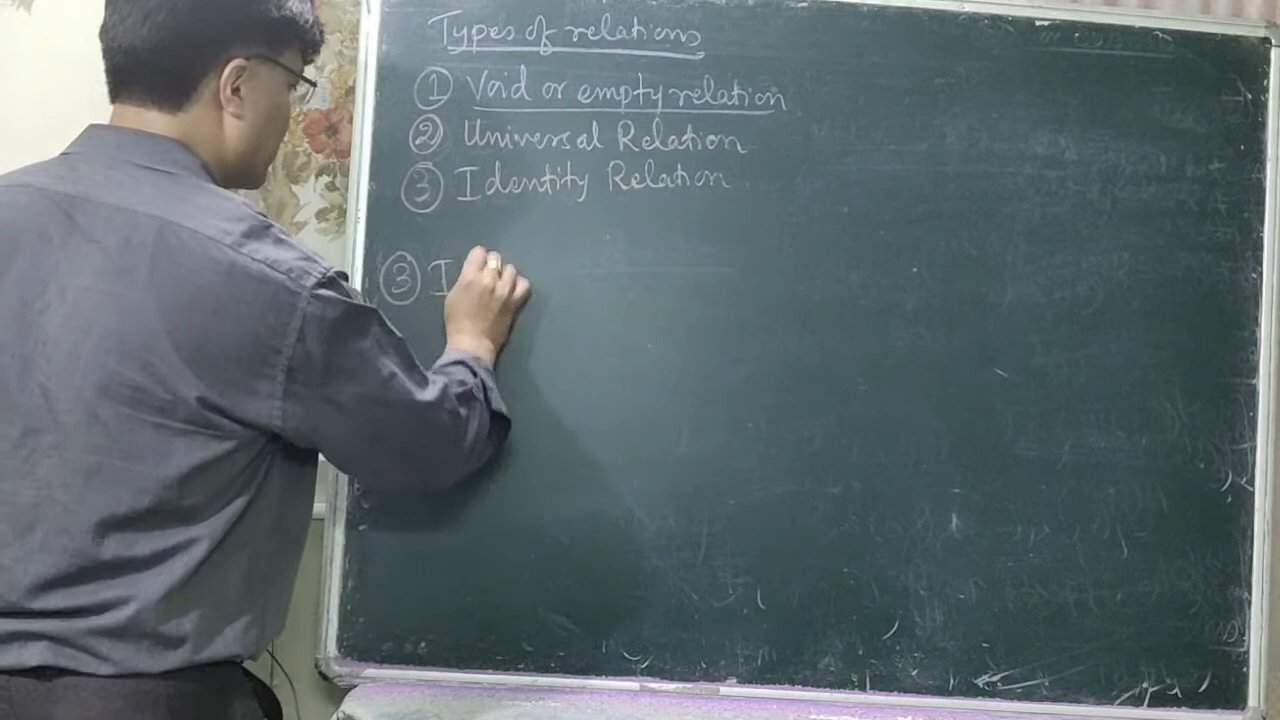 Types of relations
① Void or empty relation
② Universal Relation
③ Identity Relation
③ I